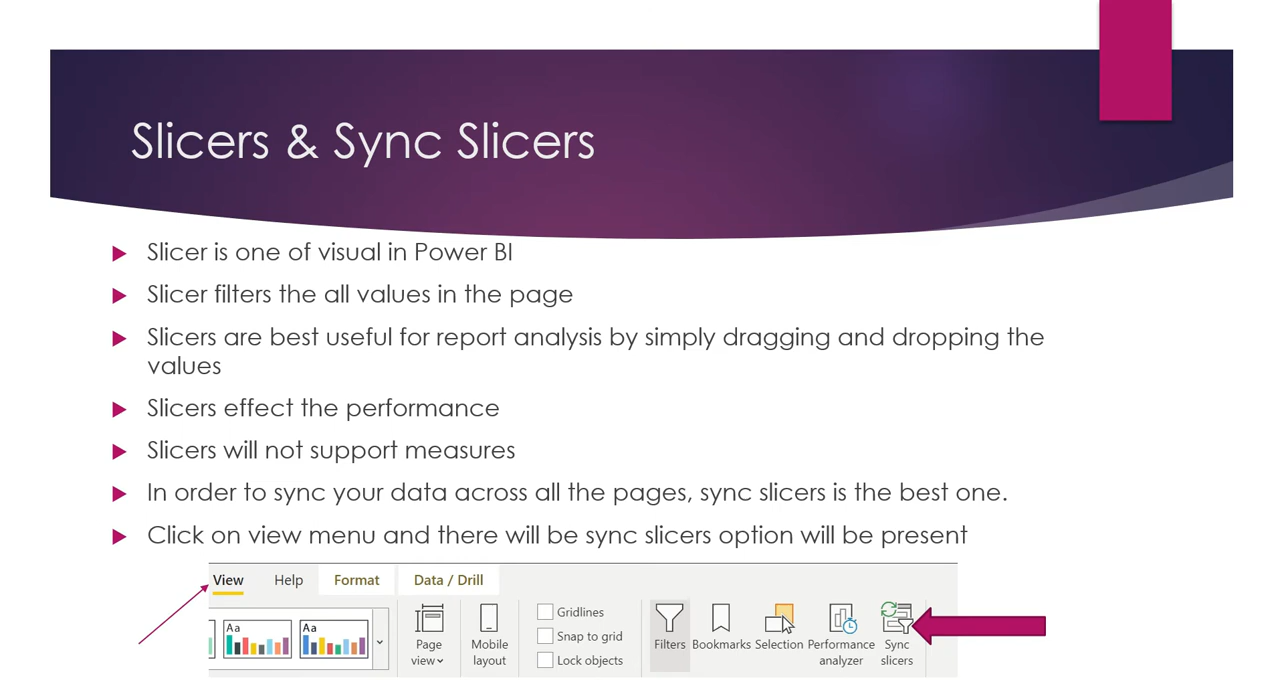 Slicers & Sync Slicers
Slicer is one of visual in Power BI
Slicer filters the all values in the page
Slicers are best useful for report analysis by simply dragging and dropping the
values
Slicers effect the performance
Slicers will not support measures
In order to sync your data across all the pages, sync slicers is the best one.
Click on view menu and there will be sync slicers option will be present
View Help Format Data / Drill
Aa Aa
Page view
Mobile layout
Gridlines
Snap to grid
Lock objects
Filters
Bookmarks
Selection
Performance analyzer
Sync slicers